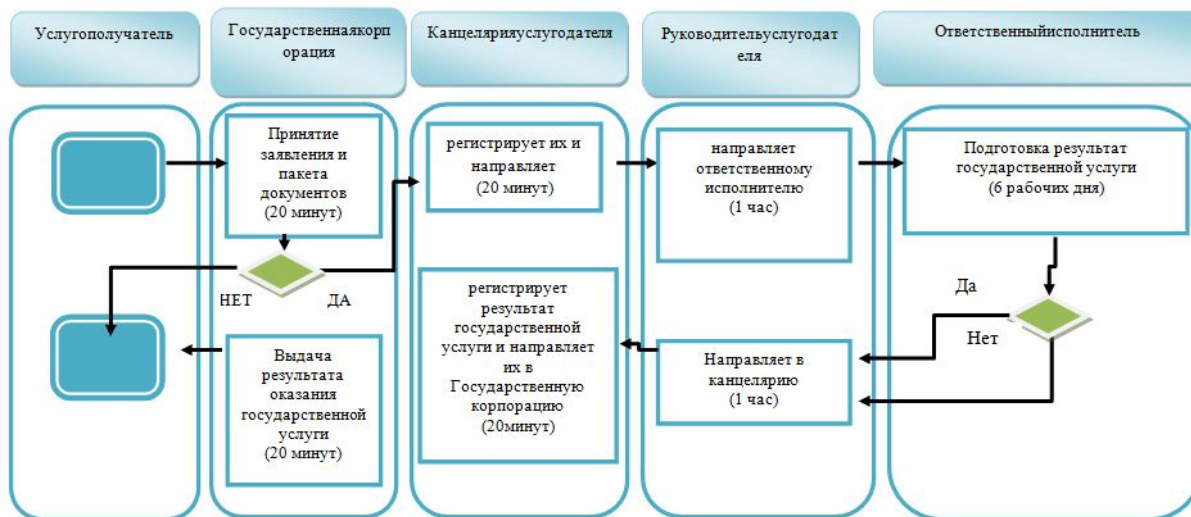 Услугополучатель
Государственнаякорп
орация
Канцелярияуслугодателя
Руководительуслугодат
еля
Ответственныйисполнитель
Принятие
заявления и
пакета
документов
(20 минут)
регистрирует их и
направляет
(20 минут)
направляет
ответственному
исполнителю
(1 час)
Подготовка результат
государственной услуги
(6 рабочих дня)
НЕТ
ДА
Да
Нет
Выдача
результата
оказания
государственной
услуги
(20 минут)
регистрирует
результат
государственной
услуги и направляет
их в
Государственную
корпорацию
(20минут)
Направляет в
канцелярию
(1 час)